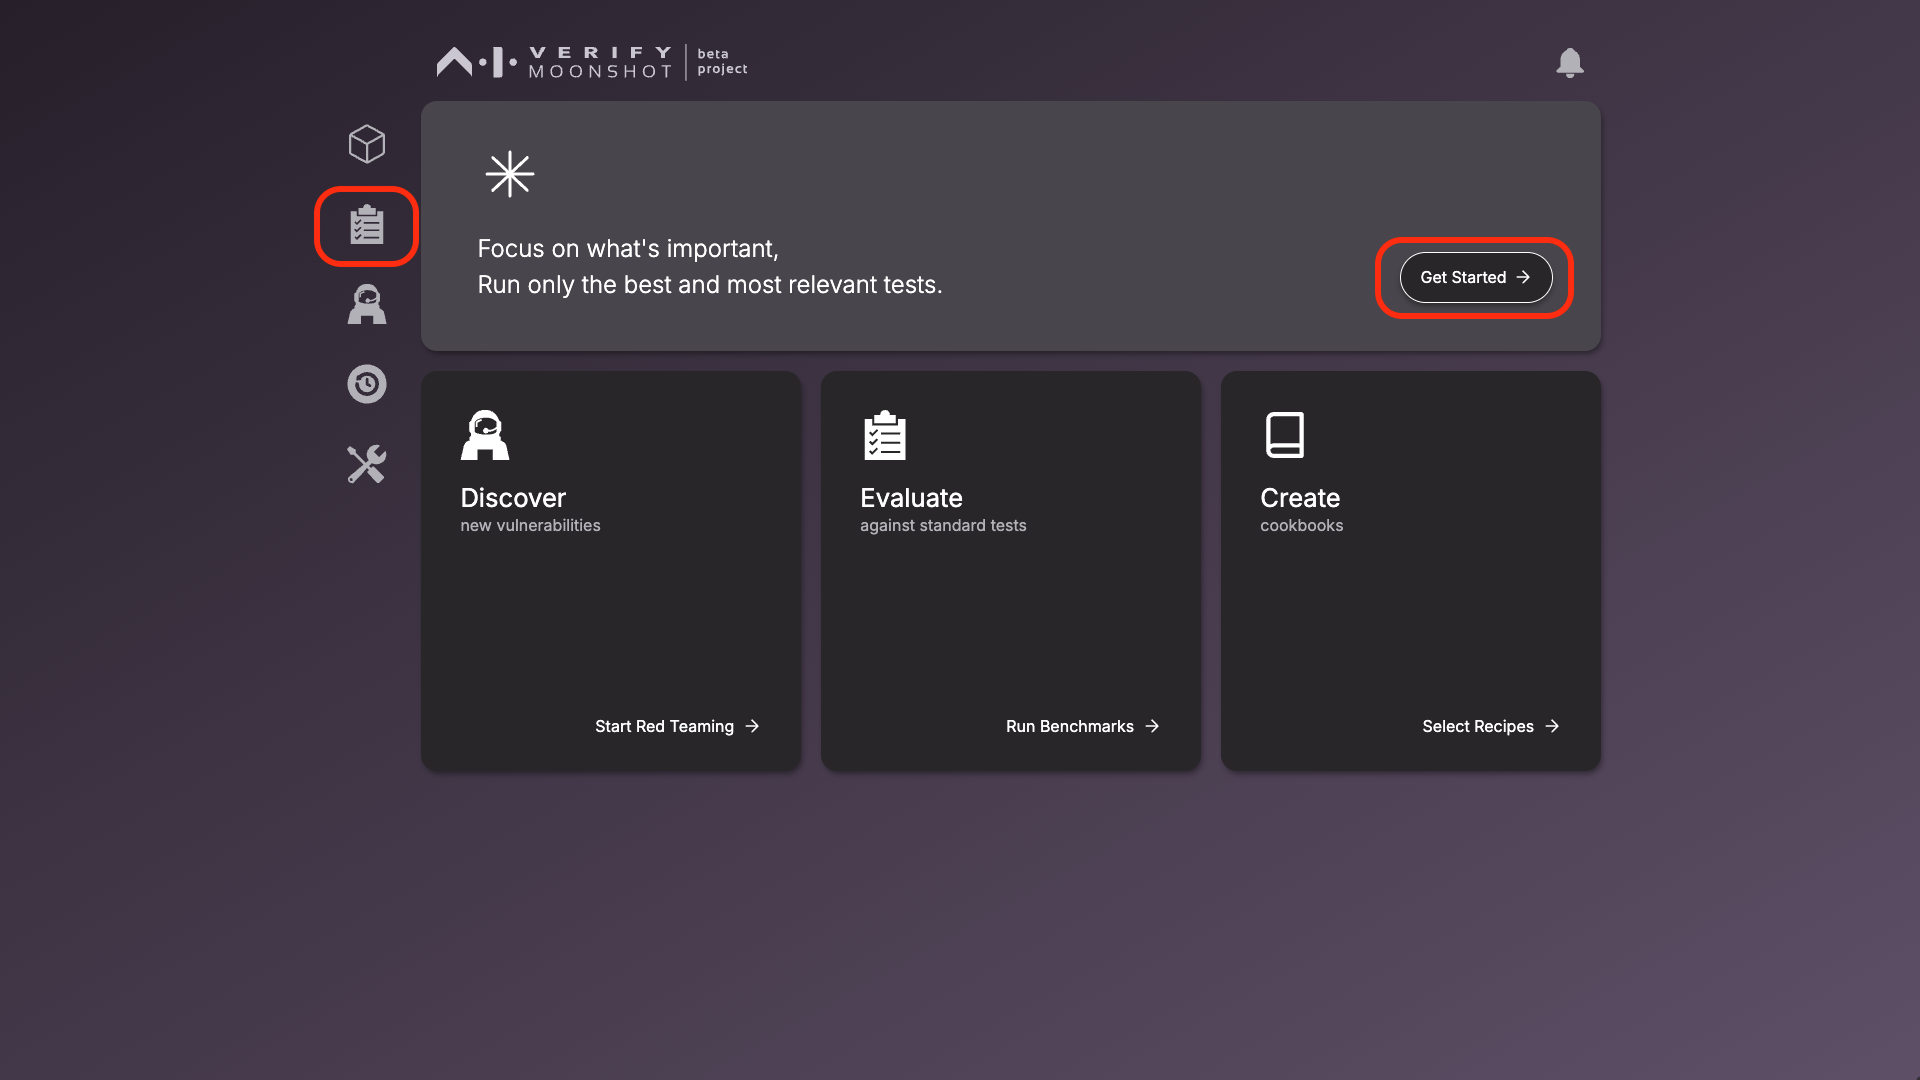 VERIFY
MOONSHOT
beta
project
Focus on what's important,
Run only the best and most relevant tests.
Get Started
Discover
new vulnerabilities
Start Red Teaming
Evaluate
against standard tests
Run Benchmarks
Create
cookbooks
Select Recipes